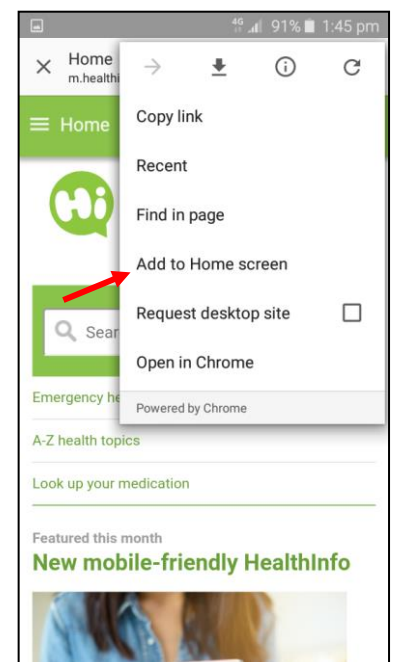 4G 91% 1:45 pm
Home
m.healthi
Home
Hi
Copy link
Recent
Find in page
Add to Home screen
Request desktop site
Open in Chrome
Powered by Chrome
Sear
Emergency he
A-Z health topics
Look up your medication
Featured this month
New mobile-friendly HealthInfo